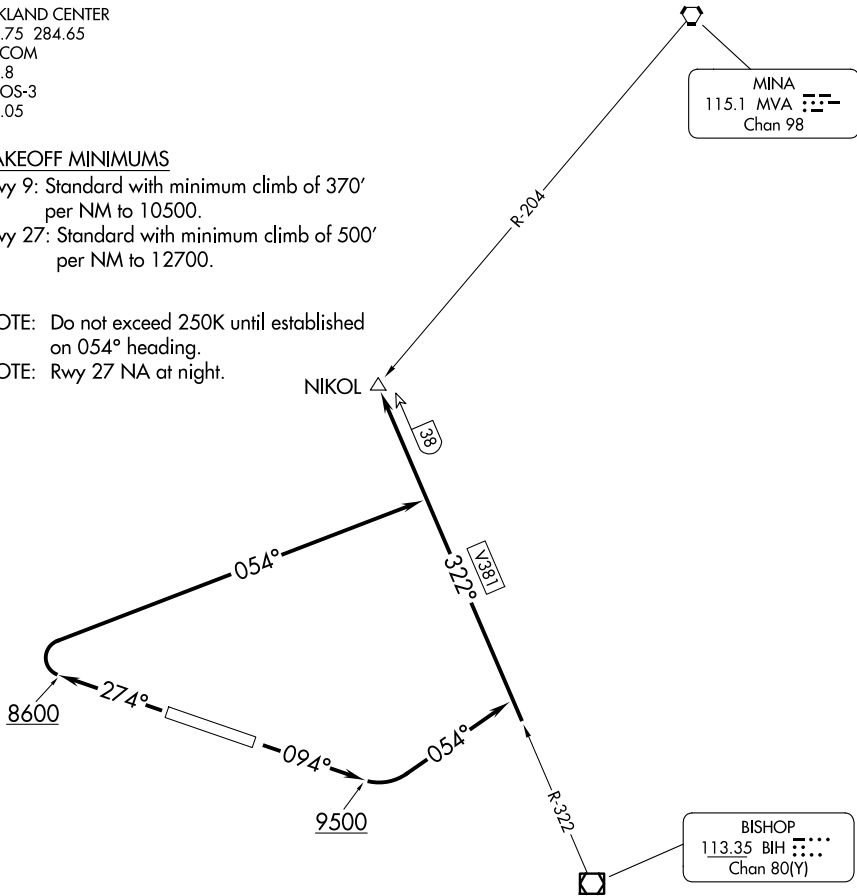 KLAND CENTER
.75 284.65
COM
.8
OS-3
.05
AKEOFF MINIMUMS
wy 9: Standard with minimum climb of 370'
per NM to 10500.
wy 27: Standard with minimum climb of 500'
per NM to 12700.
OTE: Do not exceed 250K until established
on 054° heading.
OTE: Rwy 27 NA at night.
MINA
115.1 MVA
Chan 98
R-204
NIKOL
38
054°
322°
V381
274°
8600
094°
054°
9500
R-322
BISHOP
113.35 BIH
Chan 80(Y)